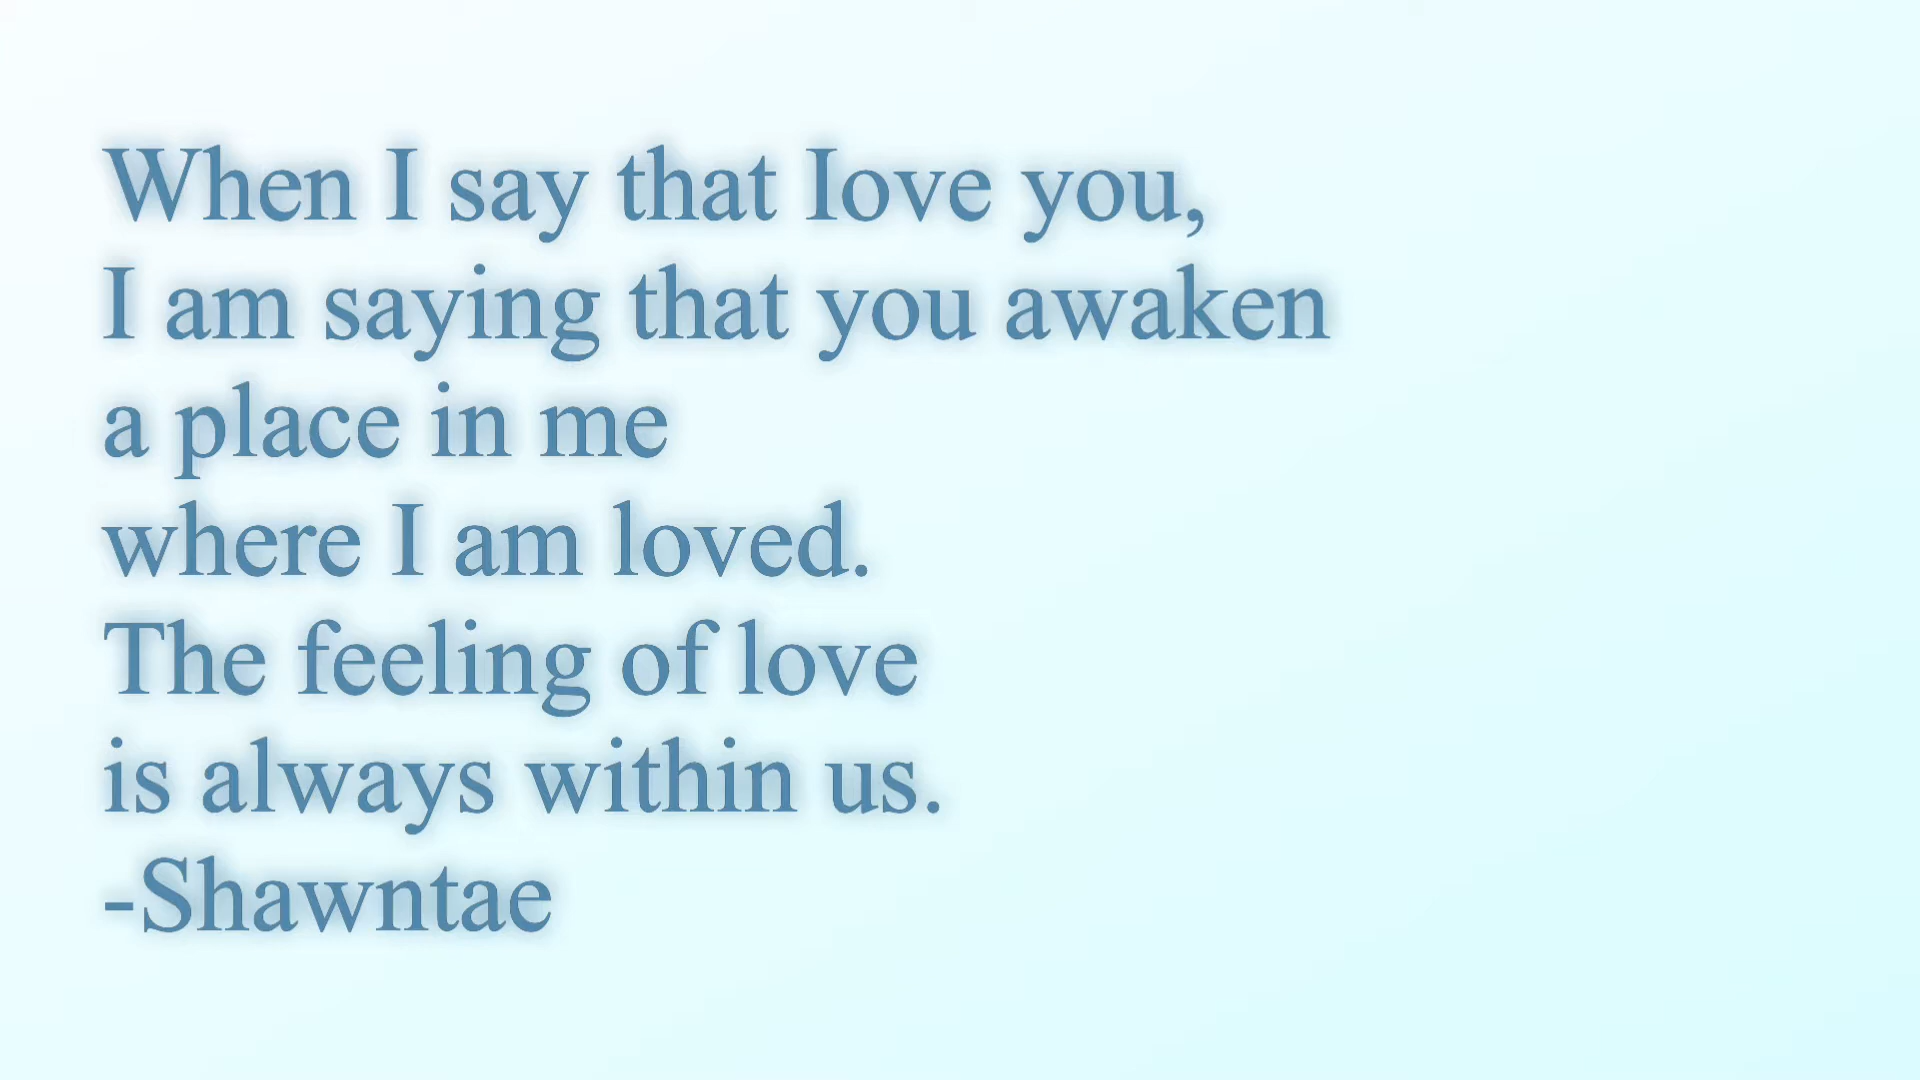 When I say that Iove you,
I am saying that you awaken
a place in me
where I am loved.
The feeling of love
is always within us.
-Shawntae